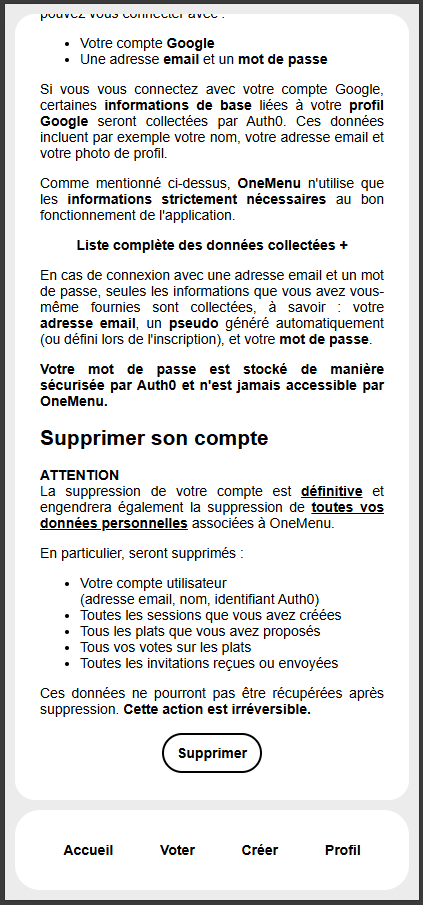 pouvez vous connecter avec :
Votre compte Google
Une adresse email et un mot de passe
Si vous vous connectez avec votre compte Google,
certaines informations de base liées à votre profil
Google seront collectées par Auth0. Ces données
incluent par exemple votre nom, votre adresse email et
votre photo de profil.
Comme mentionné ci-dessus, OneMenu n'utilise que
les informations strictement nécessaires au bon
fonctionnement de l'application.
Liste complète des données collectées +
En cas de connexion avec une adresse email et un mot
de passe, seules les informations que vous avez vous-
même fournies sont collectées, à savoir : votre
adresse email, un pseudo généré automatiquement
(ou défini lors de l'inscription), et votre mot de passe.
Votre mot de passe est stocké de manière
sécurisée par Auth0 et n'est jamais accessible par
OneMenu.
Supprimer son compte
ATTENTION
La suppression de votre compte est définitive et
engendrera également la suppression de toutes vos
données personnelles associées à OneMenu.
En particulier, seront supprimés :
Votre compte utilisateur
(adresse email, nom, identifiant Auth0)
Toutes les sessions que vous avez créées
Tous les plats que vous avez proposés
Tous vos votes sur les plats
Toutes les invitations reçues ou envoyées
Ces données ne pourront pas être récupérées après
suppression. Cette action est irréversible.
Supprimer
Accueil Voter Créer Profil